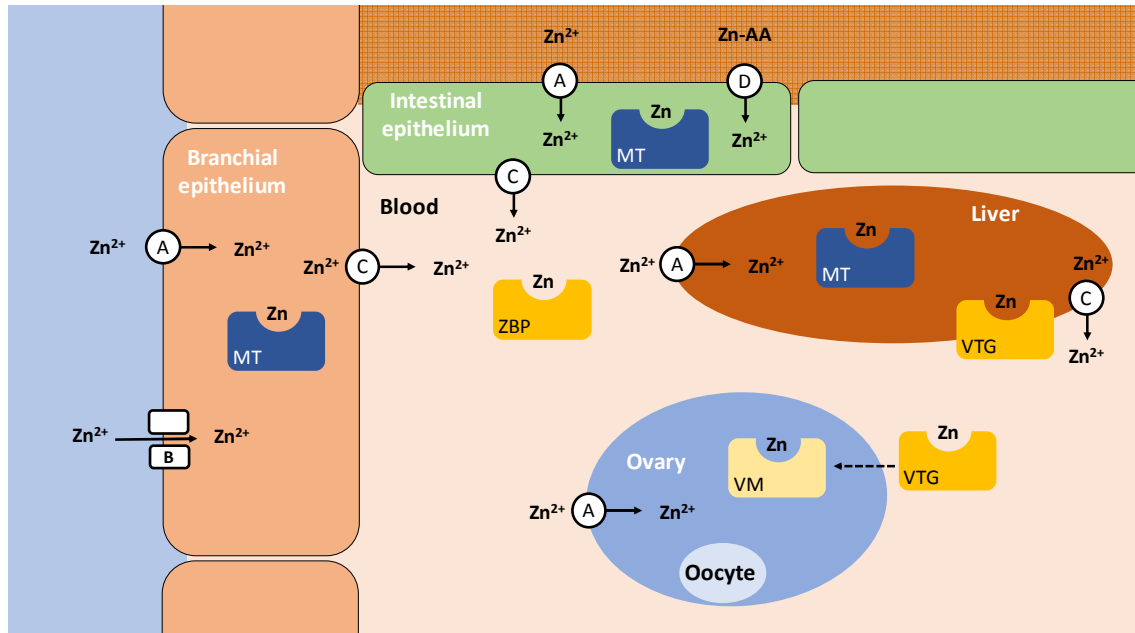 Zn²⁺ Zn-AA
A D
Intestinal
epithelium
Zn²⁺ Zn Zn²⁺
MT
Branchial
epithelium
C
Blood
Zn²⁺
Liver
Zn²⁺ A Zn²⁺
Zn²⁺ C Zn²⁺
Zn
ZBP
Zn²⁺ A Zn²⁺
Zn
MT
Zn²⁺
C
Zn
VTG
Zn²⁺
Zn
MT
Zn²⁺ Zn²⁺
B
Ovary
Zn
VM
Zn
VTG
Zn²⁺ A Zn²⁺
Oocyte